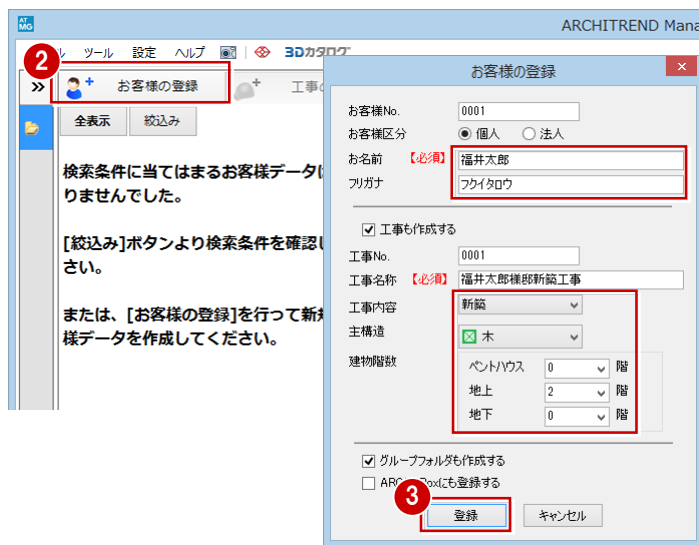 AT
MG
ARCHITREND Mana
ル ツール 設定 ヘルプ 3Dカタログ
2
» お客様の登録 工事の
全表示 絞込み
検索条件に当てはまるお客様データは
りませんでした。
[絞込み]ボタンより検索条件を確認し
さい。
または、[お客様の登録]を行って新規
様データを作成してください。
お客様の登録
お客様No. 0001
お客様区分 個人 法人
お名前 【必須】 福井太郎
フリガナ フクイタロウ
工事も作成する
工事No. 0001
工事名称 【必須】 福井太郎様邸新築工事
工事内容 新築
主構造 木
建物階数 ペントハウス 0 階
地上 2 階
地下 0 階
グループフォルダも作成する
にも登録する
3
登録 キャンセル